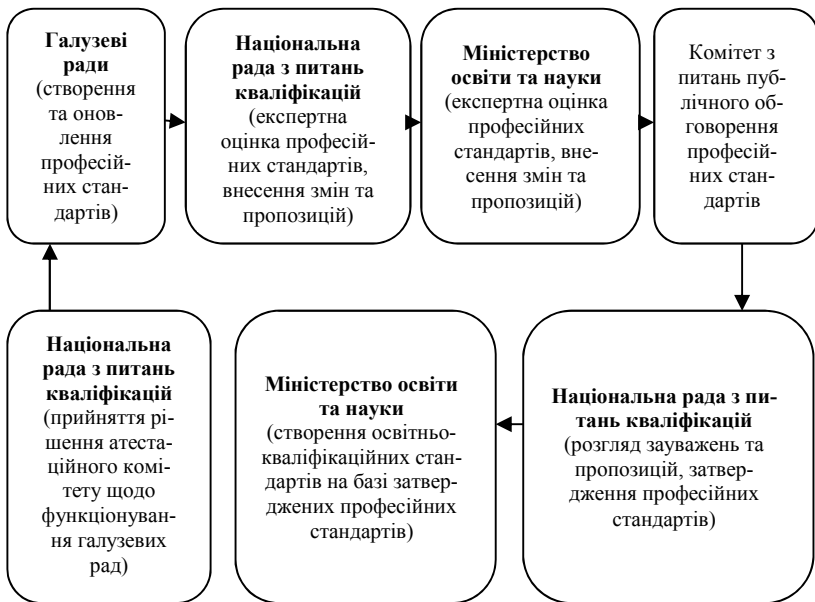 Галузеві
ради
(створення
та онов-
лення
професій-
них стан-
дартів)
Національна
рада з питань
кваліфікацій
(експертна
оцінка професій-
них стандартів,
внесення змін та
пропозицій)
Міністерство
освіти та науки
(експертна оцінка
професійних
стандартів, вне-
сення змін та
пропозицій)
Комітет з
питань пуб-
лічного об-
говорення
професій-
них стан-
дартів
Національна
рада з питань
кваліфікацій
(прийняття рі-
шення атеста-
ційного комі-
тету щодо
функціонуван-
ня галузевих
рад)
Міністерство освіти
та науки
(створення освітньо-
кваліфікаційних стан-
дартів на базі затвер-
джених професійних
стандартів)
Національна рада з пи-
тань кваліфікацій
(розгляд зауважень та
пропозицій, затвер-
дження професійних
стандартів)